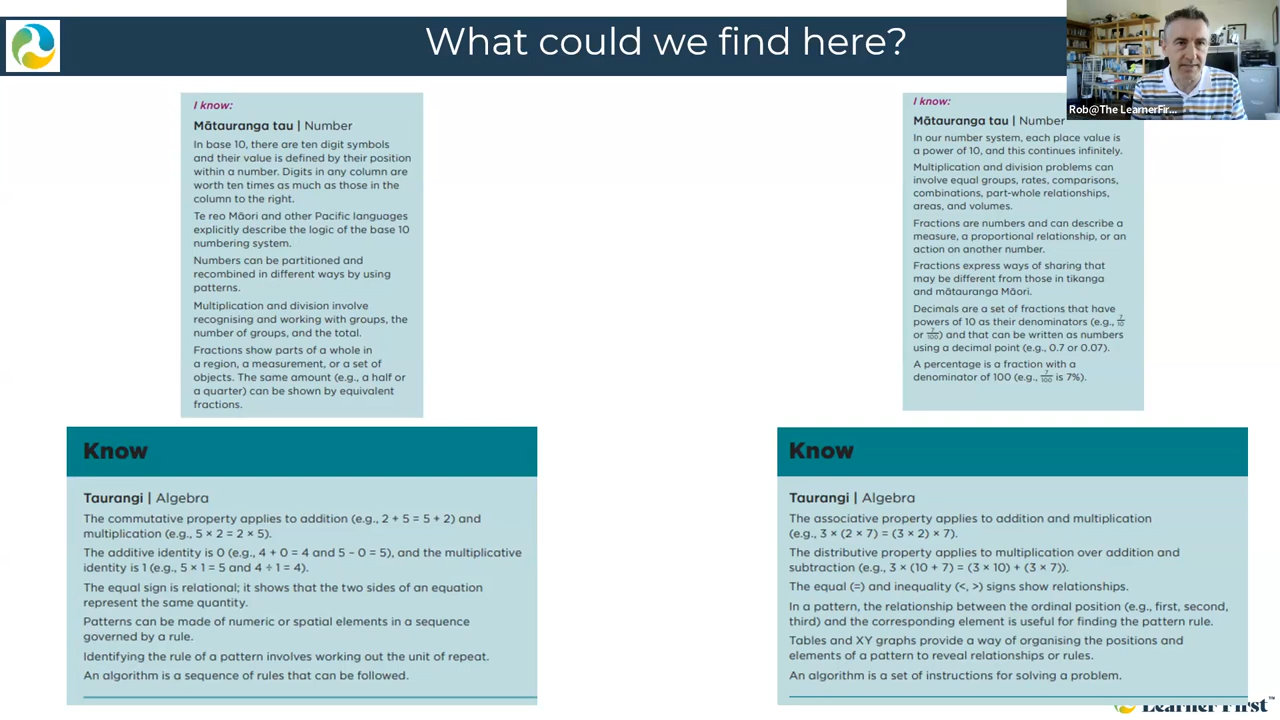 What could we find here?
Rob@The LearnerFir...
I know:
Mātauranga tau | Number
In base 10, there are ten digit symbols
and their value is defined by their position
within a number. Digits in any column are
worth ten times as much as those in the
column to the right.
Te reo Māori and other Pacific languages
explicitly describe the logic of the base 10
numbering system.
Numbers can be partitioned and
recombined in different ways by using
patterns.
Multiplication and division involve
recognising and working with groups, the
number of groups, and the total.
Fractions show parts of a whole in
a region, a measurement, or a set of
objects. The same amount (e.g., a half or
a quarter) can be shown by equivalent
fractions.
I know:
Mātauranga tau | Number
In our number system, each place value is
a power of 10, and this continues infinitely.
Multiplication and division problems can
involve equal groups, rates, comparisons,
combinations, part-whole relationships,
areas, and volumes.
Fractions are numbers and can describe a
measure, a proportional relationship, or an
action on another number.
Fractions express ways of sharing that
may be different from those in tikanga
and mātauranga Māori.
Decimals are a set of fractions that have
powers of 10 as their denominators (e.g., 7/10
or 7/100) and that can be written as numbers
using a decimal point (e.g., 0.7 or 0.07).
A percentage is a fraction with a
denominator of 100 (e.g., 7/100 is 7%).
Know
Taurangi | Algebra
The commutative property applies to addition (e.g., 2 + 5 = 5 + 2) and
multiplication (e.g., 5 × 2 = 2 × 5).
The additive identity is 0 (e.g., 4 + 0 = 4 and 5 – 0 = 5), and the multiplicative
identity is 1 (e.g., 5 × 1 = 5 and 4 ÷ 1 = 4).
The equal sign is relational; it shows that the two sides of an equation
represent the same quantity.
Patterns can be made of numeric or spatial elements in a sequence
governed by a rule.
Identifying the rule of a pattern involves working out the unit of repeat.
An algorithm is a sequence of rules that can be followed.
Know
Taurangi | Algebra
The associative property applies to addition and multiplication
(e.g., 3 × (2 × 7) = (3 × 2) × 7).
The distributive property applies to multiplication over addition and
subtraction (e.g., 3 × (10 + 7) = (3 × 10) + (3 × 7)).
The equal (=) and inequality (<, >) signs show relationships.
In a pattern, the relationship between the ordinal position (e.g., first, second,
third) and the corresponding element is useful for finding the pattern rule.
Tables and XY graphs provide a way of organising the positions and
elements of a pattern to reveal relationships or rules.
An algorithm is a set of instructions for solving a problem.
Learner First™